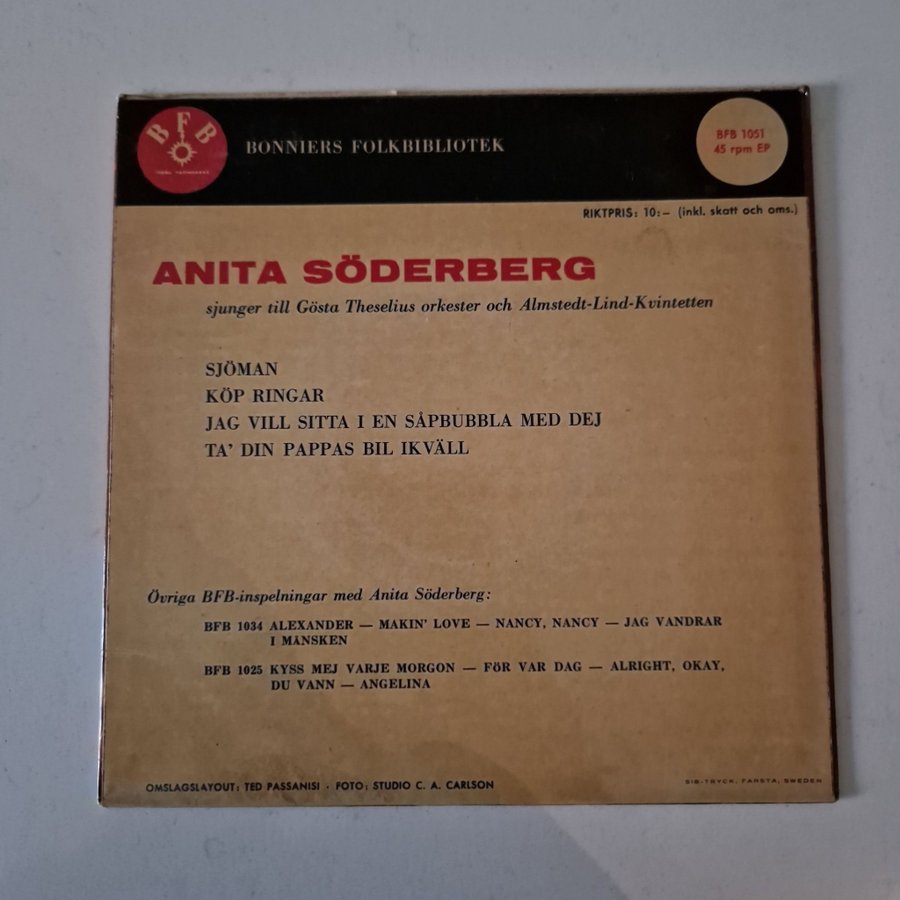 BFB
BONNIERS FOLKBIBLIOTEK
BFB 1051
45 rpm EP
RIKTPRIS: 10:– (inkl. skatt och oms.)
ANITA SÖDERBERG
sjunger till Gösta Theselius orkester och Almstedt-Lind-Kvintetten
SJÖMAN
KÖP RINGAR
JAG VILL SITTA I EN SÅPBUBBLA MED DEJ
TA’ DIN PAPPAS BIL IKVÄLL
Övriga BFB-inspelningar med Anita Söderberg:
BFB 1034 ALEXANDER — MAKIN’ LOVE — NANCY, NANCY — JAG VANDRAR
I MÅNSKEN
BFB 1025 KYSS MEJ VARJE MORGON — FÖR VAR DAG — ALRIGHT, OKAY,
DU VANN — ANGELINA
OMSLAGSLAYOUT: TED PASSANISI · FOTO: STUDIO C. A. CARLSON
SIB-TRYCK, FARSTA, SWEDEN